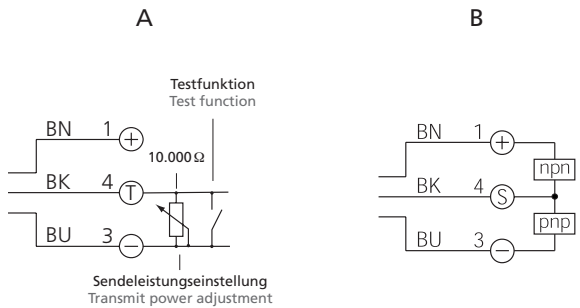 A
B
Testfunktion
Test function
BN 1 +
10.000 Ω
BK 4 T
BU 3 −
Sendeleistungseinstellung
Transmit power adjustment
BN 1 +
npn
BK 4 S
pnp
BU 3 −